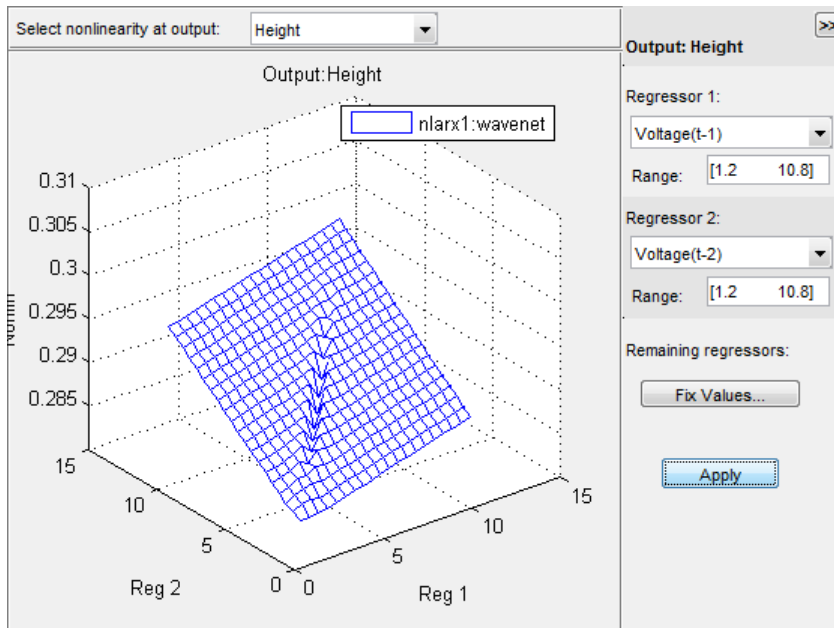 Select nonlinearity at output: Height
Output:Height
nlarx1:wavenet
0.31
0.305
0.3
0.295
0.29
0.285
15
10
5
0
Reg 2
0
5
10
15
Reg 1
>>
Output: Height
Regressor 1:
Voltage(t-1)
Range: [1.2 10.8]
Regressor 2:
Voltage(t-2)
Range: [1.2 10.8]
Remaining regressors:
Fix Values...
Apply